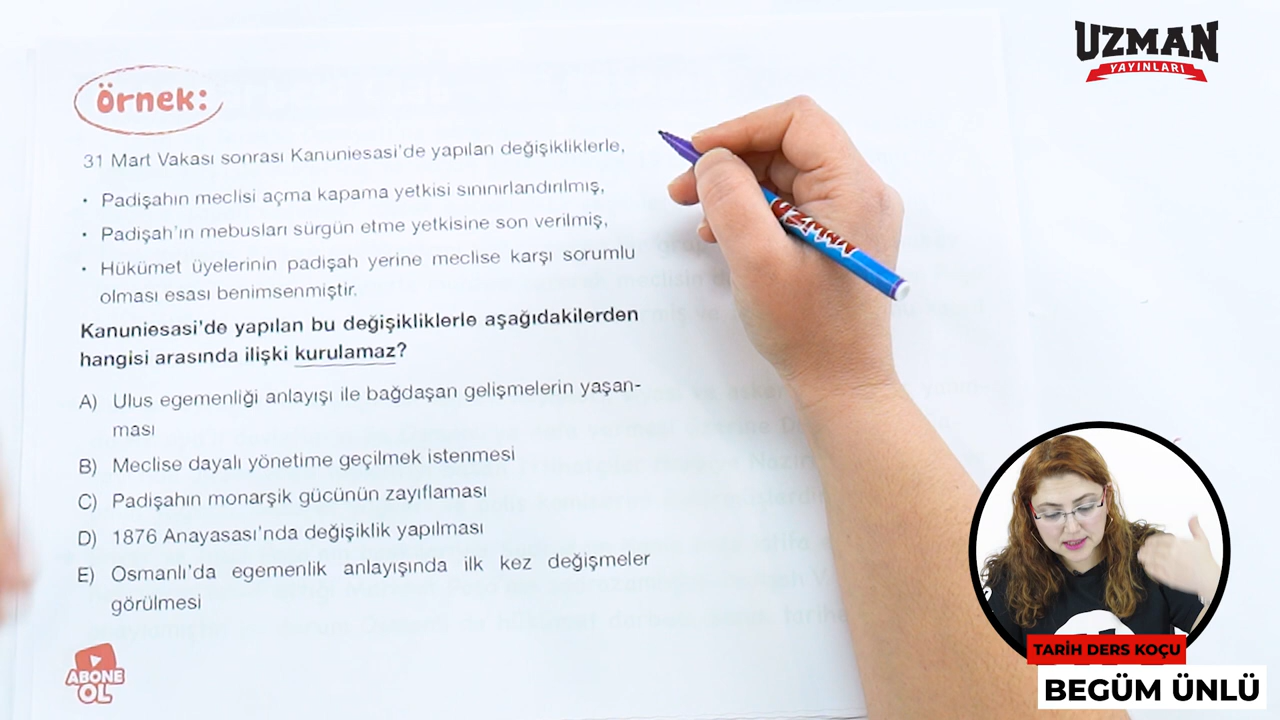 UZMAN
YAYINLARI
örnek:
31 Mart Vakası sonrası Kanuniesasi'de yapılan değişikliklerle,
• Padişahın meclisi açma kapama yetkisi sınınırlandırılmış,
• Padişah'ın mebusları sürgün etme yetkisine son verilmiş,
• Hükümet üyelerinin padişah yerine meclise karşı sorumlu
olması esası benimsenmiştir.
Kanuniesasi'de yapılan bu değişikliklerle aşağıdakilerden
hangisi arasında ilişki kurulamaz?
A) Ulus egemenliği anlayışı ile bağdaşan gelişmelerin yaşan-
ması
B) Meclise dayalı yönetime geçilmek istenmesi
C) Padişahın monarşik gücünün zayıflaması
D) 1876 Anayasası'nda değişiklik yapılması
E) Osmanlı'da egemenlik anlayışında ilk kez değişmeler
görülmesi
UZMAN
ABONE
OL
TARİH DERS KOÇU
BEGÜM ÜNLÜ